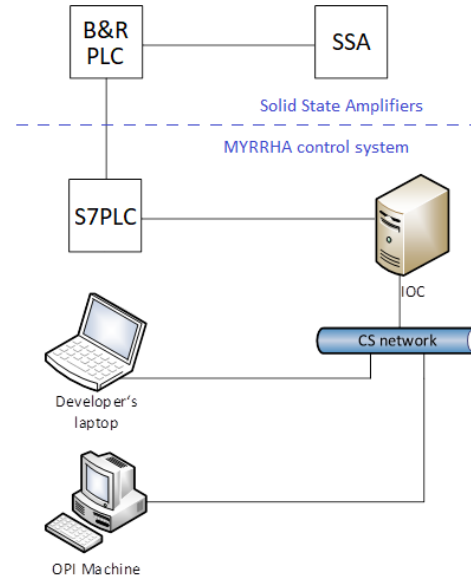 B&R
PLC
SSA
Solid State Amplifiers
MYRRHA control system
S7PLC
IOC
CS network
Developer's
laptop
OPI Machine